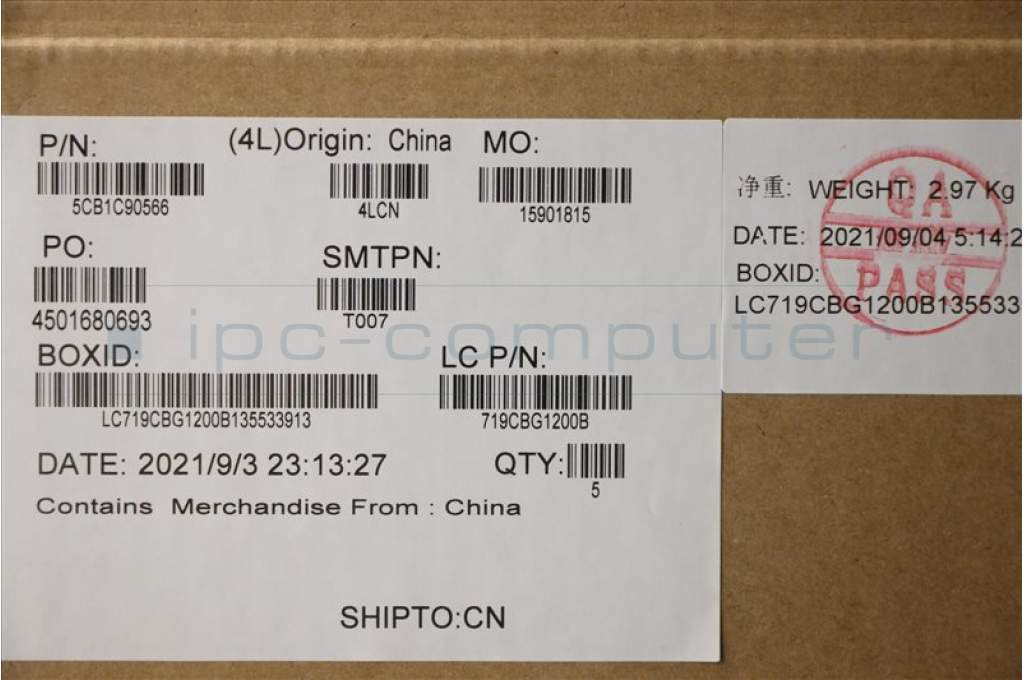 P/N:
5CB1C90566
(4L)Origin: China
4LCN
MO:
15901815
PO:
4501680693
SMTPN:
T007
BOXID:
LC719CBG1200B135533913
LC P/N:
719CBG1200B
DATE: 2021/9/3 23:13:27
QTY:
5
Contains Merchandise From : China
SHIPTO:CN
净重: WEIGHT: 2.97 Kg
DATE: 2021/09/04 5:14:2
BOXID:
LC719CBG1200B135533
QA
PASS
ipc-computer